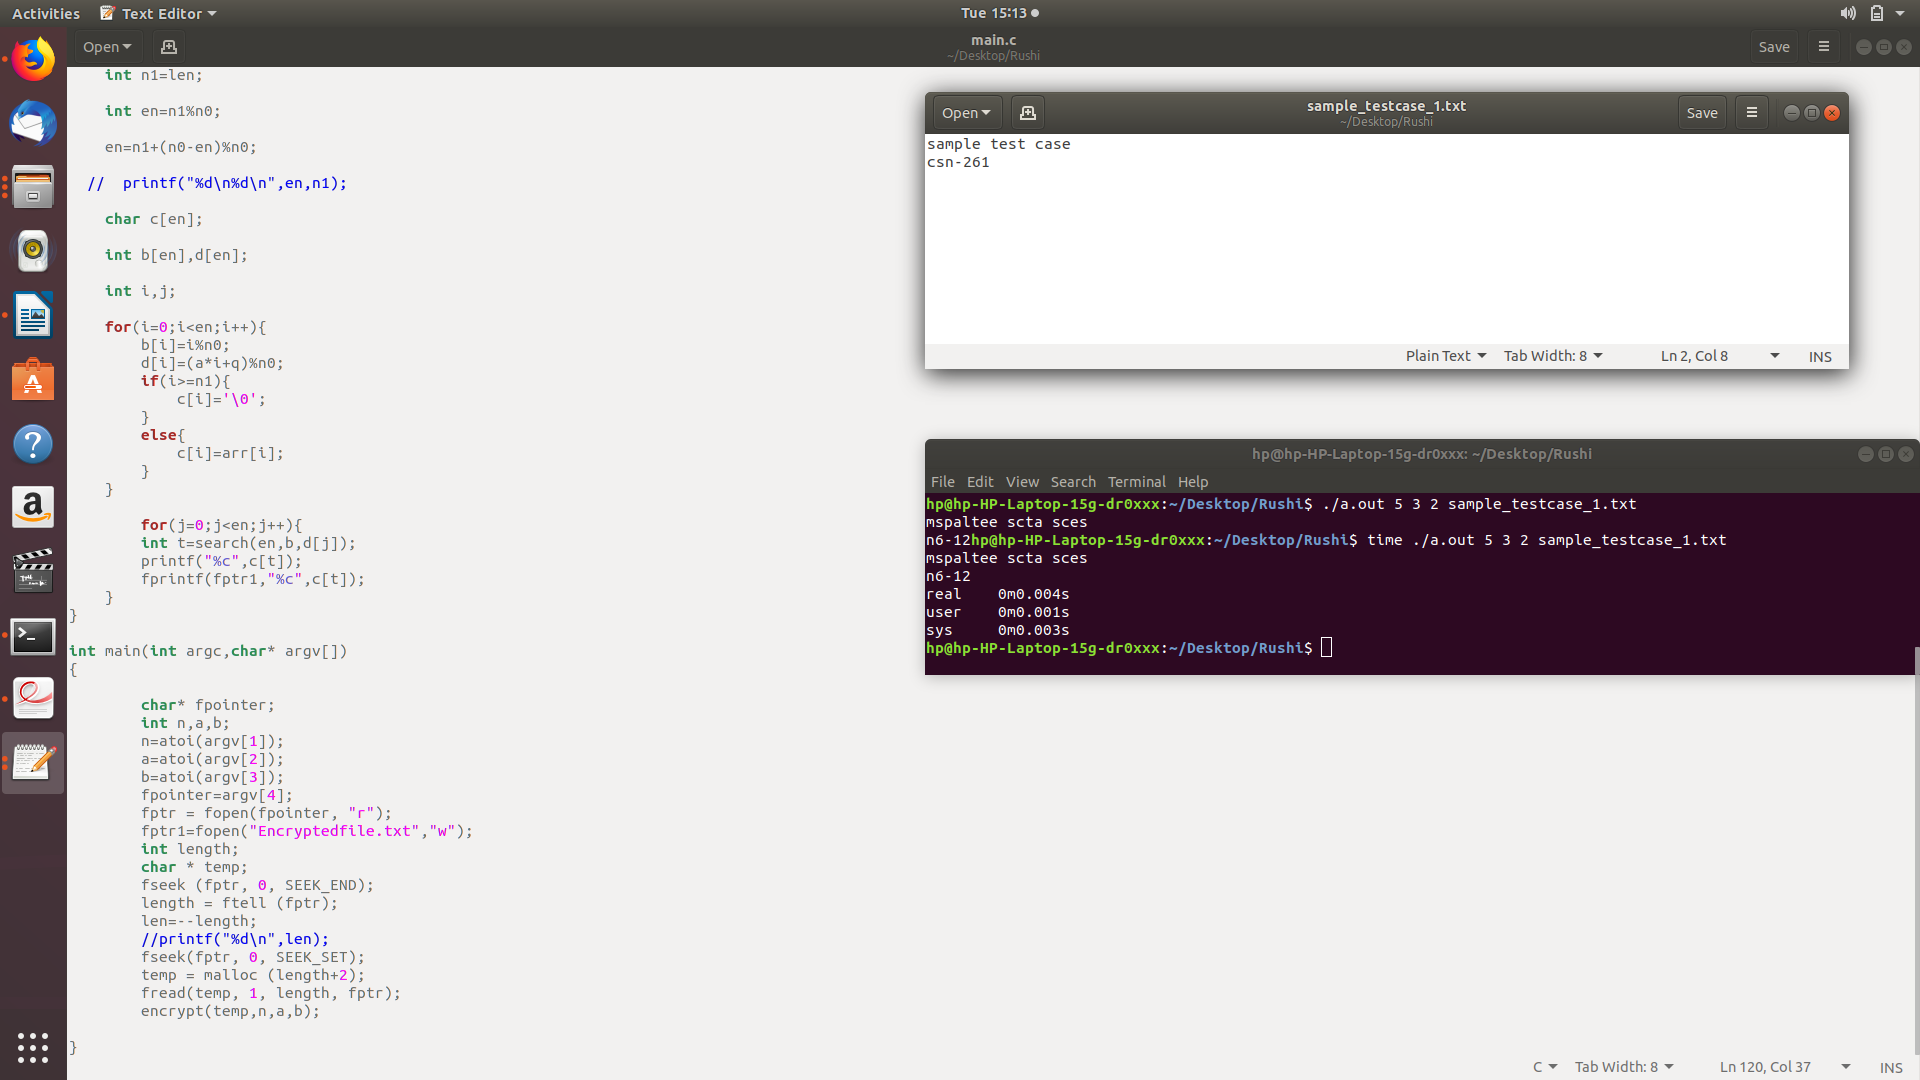 Activities Text Editor Tue 15:13
Open main.c Save
~/Desktop/Rushi
int n1=len;
int en=n1%n0;
en=n1+(n0-en)%n0;
// printf("%d\n%d\n",en,n1);
char c[en];
int b[en],d[en];
int i,j;
for(i=0;i<en;i++){
b[i]=i%n0;
d[i]=(a*i+q)%n0;
if(i>=n1){
c[i]='\0';
}
else{
c[i]=arr[i];
}
}
for(j=0;j<en;j++){
int t=search(en,b,d[j]);
printf("%c",c[t]);
fprintf(fptr1,"%c",c[t]);
}
}
int main(int argc,char* argv[])
{
char* fpointer;
int n,a,b;
n=atoi(argv[1]);
a=atoi(argv[2]);
b=atoi(argv[3]);
fpointer=argv[4];
fptr = fopen(fpointer, "r");
fptr1=fopen("Encryptedfile.txt","w");
int length;
char * temp;
fseek (fptr, 0, SEEK_END);
length = ftell (fptr);
len=--length;
//printf("%d\n",len);
fseek(fptr, 0, SEEK_SET);
temp = malloc (length+2);
fread(temp, 1, length, fptr);
encrypt(temp,n,a,b);
}
C Tab Width: 8 Ln 120, Col 37 INS
Open sample_testcase_1.txt Save
~/Desktop/Rushi
sample test case
csn-261
Plain Text Tab Width: 8 Ln 2, Col 8 INS
hp@hp-HP-Laptop-15g-dr0xxx: ~/Desktop/Rushi
File Edit View Search Terminal Help
hp@hp-HP-Laptop-15g-dr0xxx:~/Desktop/Rushi$ ./a.out 5 3 2 sample_testcase_1.txt
mspaltee scta sces
n6-12hp@hp-HP-Laptop-15g-dr0xxx:~/Desktop/Rushi$ time ./a.out 5 3 2 sample_testcase_1.txt
mspaltee scta sces
n6-12
real 0m0.004s
user 0m0.001s
sys 0m0.003s
hp@hp-HP-Laptop-15g-dr0xxx:~/Desktop/Rushi$